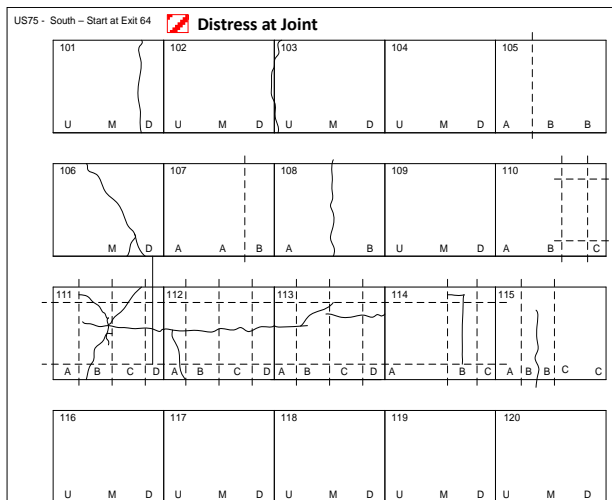 US75 - South – Start at Exit 64
Distress at Joint
101 102 103 104 105
U M D U M D U M D U M D A B B
106 107 108 109 110
M D A A B A B U M D A B C
111 112 113 114 115
A B C D A B C D A B C D A B C A B B C C
116 117 118 119 120
U M D U M D U M D U M D U M D